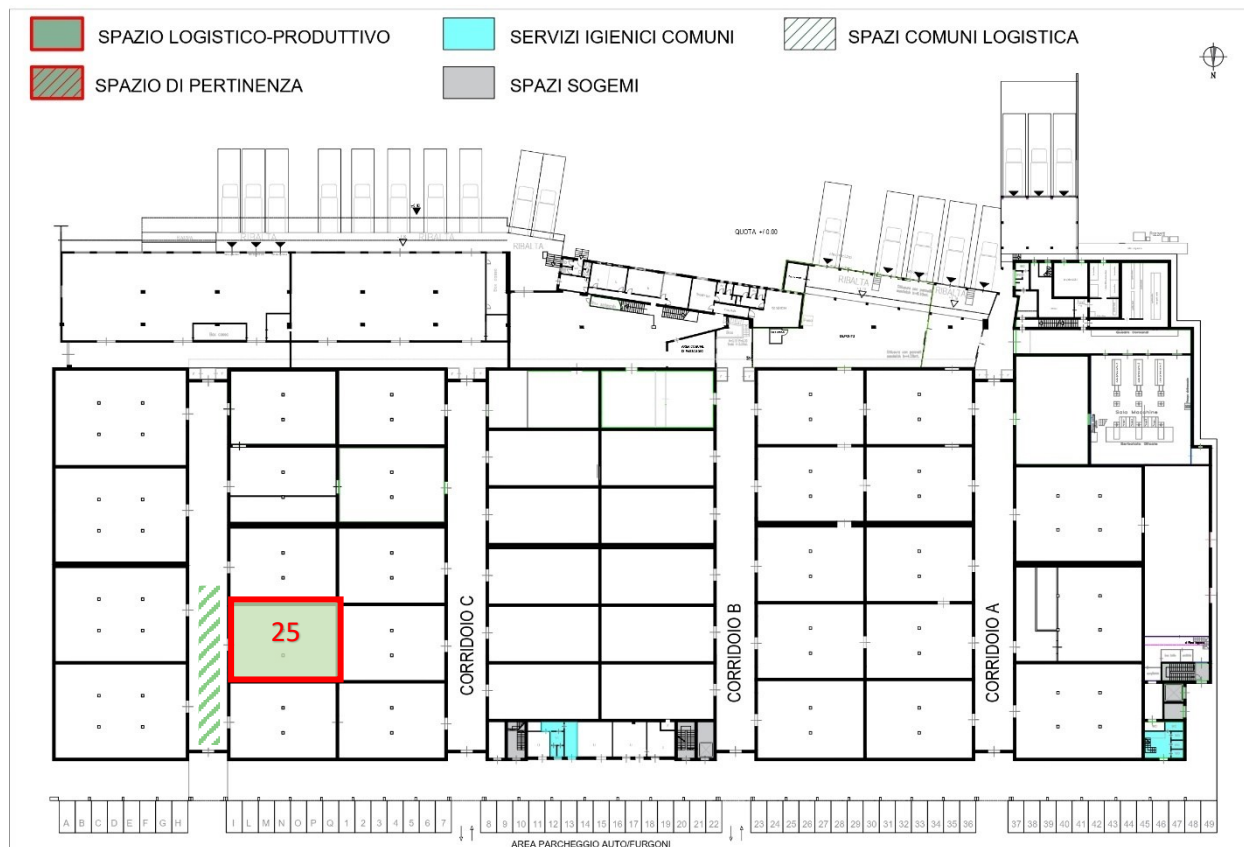 SPAZIO LOGISTICO-PRODUTTIVO
SERVIZI IGIENICI COMUNI
SPAZI COMUNI LOGISTICA
SPAZIO DI PERTINENZA
SPAZI SOGEMI
N
QUOTA +/-0.00
RIBALTA
RIBALTA
RIBALTA
RIBALTA
RIBALTA
Sala Macchine
25
CORRIDOIO C
CORRIDOIO B
CORRIDOIO A
A B C D E F G H
I L M N O P Q 1 2 3 4 5 6 7
8 9 10 11 12 13 14 15 16 17 18 19 20 21 22
23 24 25 26 27 28 29 30 31 32 33 34 35 36
37 38 39 40 41 42 43 44 45 46 47 48 49
AREA PARCHEGGIO AUTO/FURGONI